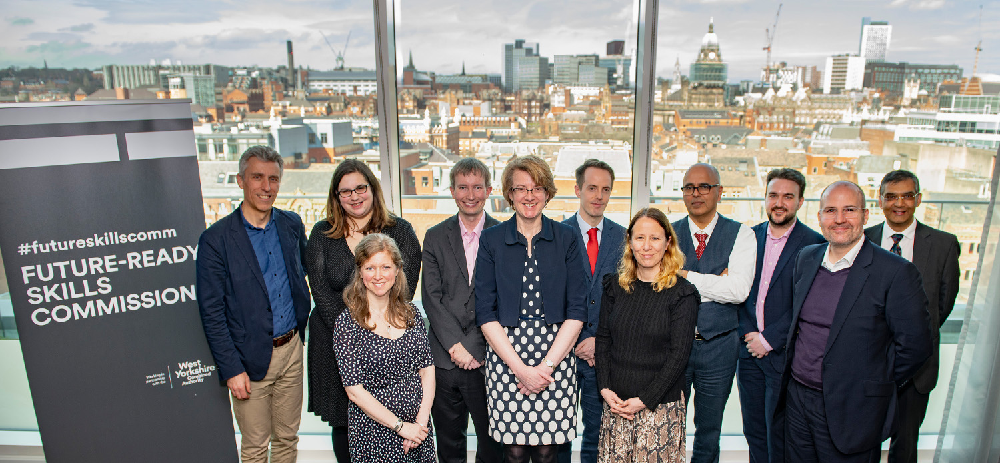 #futureskillscomm
FUTURE-READY
SKILLS
COMMISSION
Working in
partnership
with the
West
Yorkshire
Combined
Authority